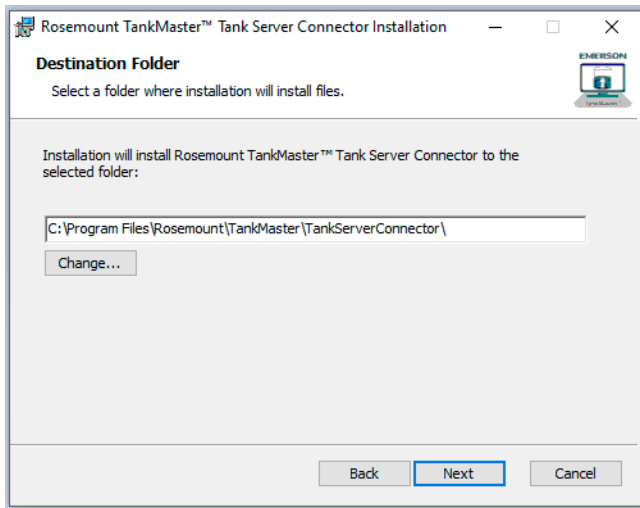 Rosemount TankMaster™ Tank Server Connector Installation
Destination Folder
EMERSON
Select a folder where installation will install files.
Installation will install Rosemount TankMaster™ Tank Server Connector to the
selected folder:
C:\Program Files\Rosemount\TankMaster\TankServerConnector\
Change...
Back
Next
Cancel